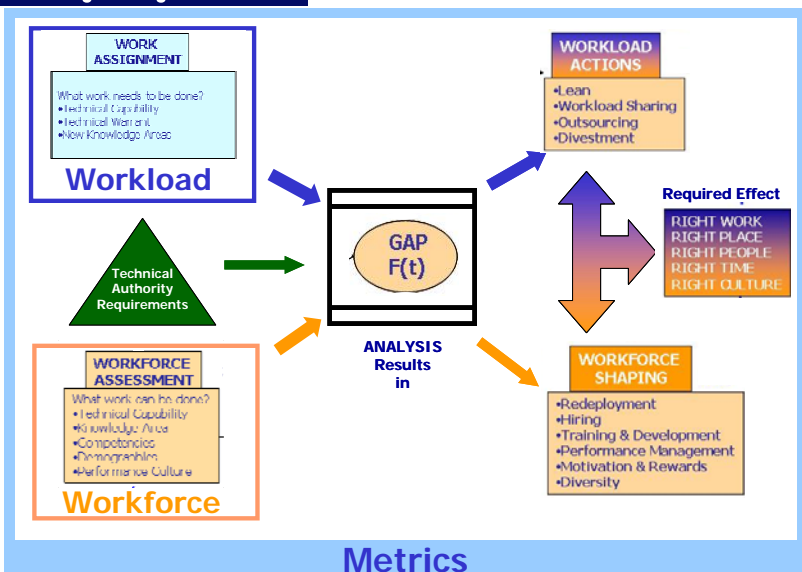 WORK
ASSIGNMENT
What work needs to be done?
•Technical Capability
•Technical Warrant
•New Knowledge Areas
Workload
Technical
Authority
Requirements
WORKFORCE
ASSESSMENT
What work can be done?
•Technical Capability
•Knowledge Area
•Competencies
•Demographics
•Performance Culture
Workforce
GAP
F(t)
ANALYSIS
Results
in
WORKLOAD
ACTIONS
•Lean
•Workload Sharing
•Outsourcing
•Divestment
Required Effect
RIGHT WORK
RIGHT PLACE
RIGHT PEOPLE
RIGHT TIME
RIGHT CULTURE
WORKFORCE
SHAPING
•Redeployment
•Hiring
•Training & Development
•Performance Management
•Motivation & Rewards
•Diversity
Metrics